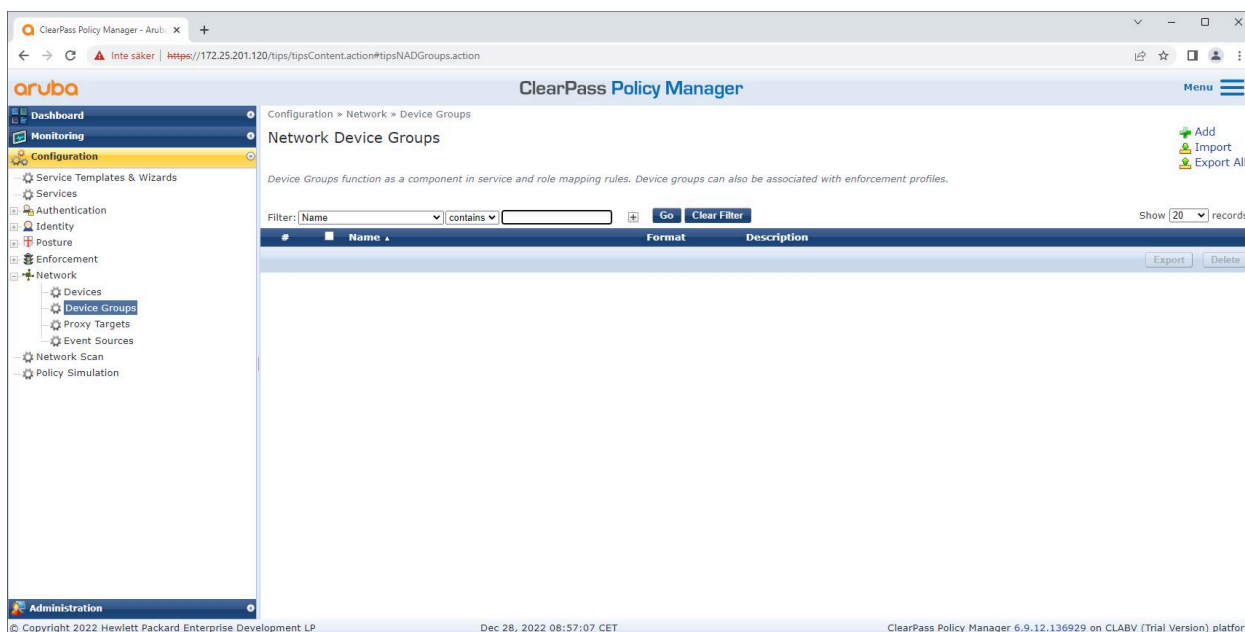 ClearPass Policy Manager - Arub
Inte säker | https://172.25.201.120/tips/tipsContent.action#tipsNADGroups.action
aruba
ClearPass Policy Manager
Menu
Dashboard
Monitoring
Configuration
Service Templates & Wizards
Services
Authentication
Identity
Posture
Enforcement
Network
Devices
Device Groups
Proxy Targets
Event Sources
Network Scan
Policy Simulation
Administration
Configuration » Network » Device Groups
Network Device Groups
Add
Import
Export All
Device Groups function as a component in service and role mapping rules. Device groups can also be associated with enforcement profiles.
Filter: Name contains Go Clear Filter Show 20 records
# Name Format Description
Export Delete
© Copyright 2022 Hewlett Packard Enterprise Development LP Dec 28, 2022 08:57:07 CET ClearPass Policy Manager 6.9.12.136929 on CLABV (Trial Version) platfor